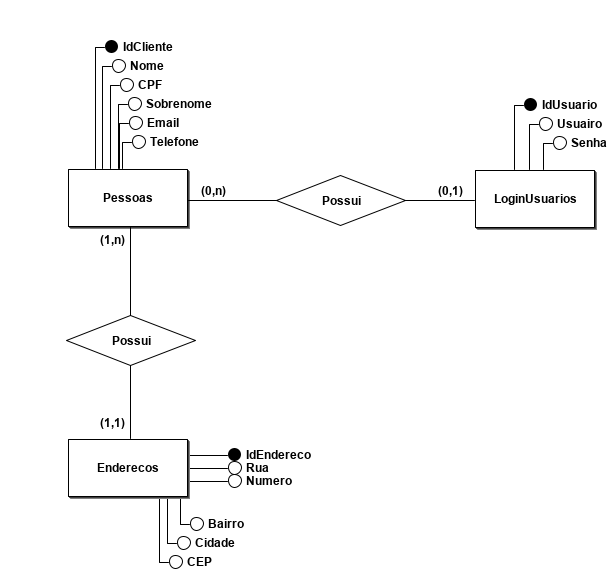 IdCliente
Nome
CPF
Sobrenome
Email
Telefone
IdUsuario
Usuairo
Senha
Pessoas
(0,n)
Possui
(0,1)
LoginUsuarios
(1,n)
Possui
(1,1)
Enderecos
IdEndereco
Rua
Numero
Bairro
Cidade
CEP